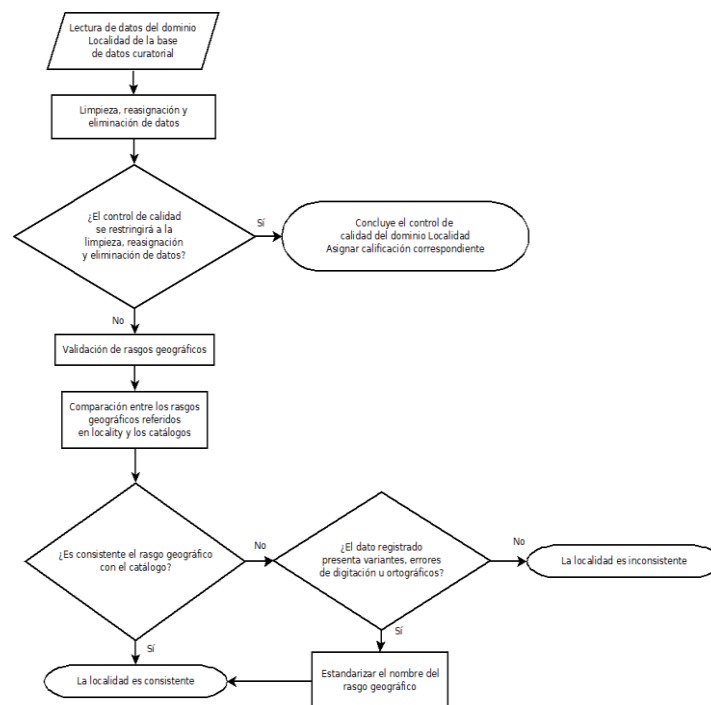 Lectura de datos del dominio
Localidad de la base
de datos curatorial
Limpieza, reasignación y
eliminación de datos
¿El control de calidad
se restringirá a la
limpieza, reasignación
y eliminación de datos?
Sí
Concluye el control de
calidad del dominio Localidad
Asignar calificación correspondiente
No
Validación de rasgos geográficos
Comparación entre los rasgos
geográficos referidos
en locality y los catálogos
¿Es consistente el rasgo geográfico
con el catálogo?
No
¿El dato registrado
presenta variantes, errores
de digitación u ortográficos?
No
La localidad es inconsistente
Sí
Sí
La localidad es consistente
Estandarizar el nombre del
rasgo geográfico